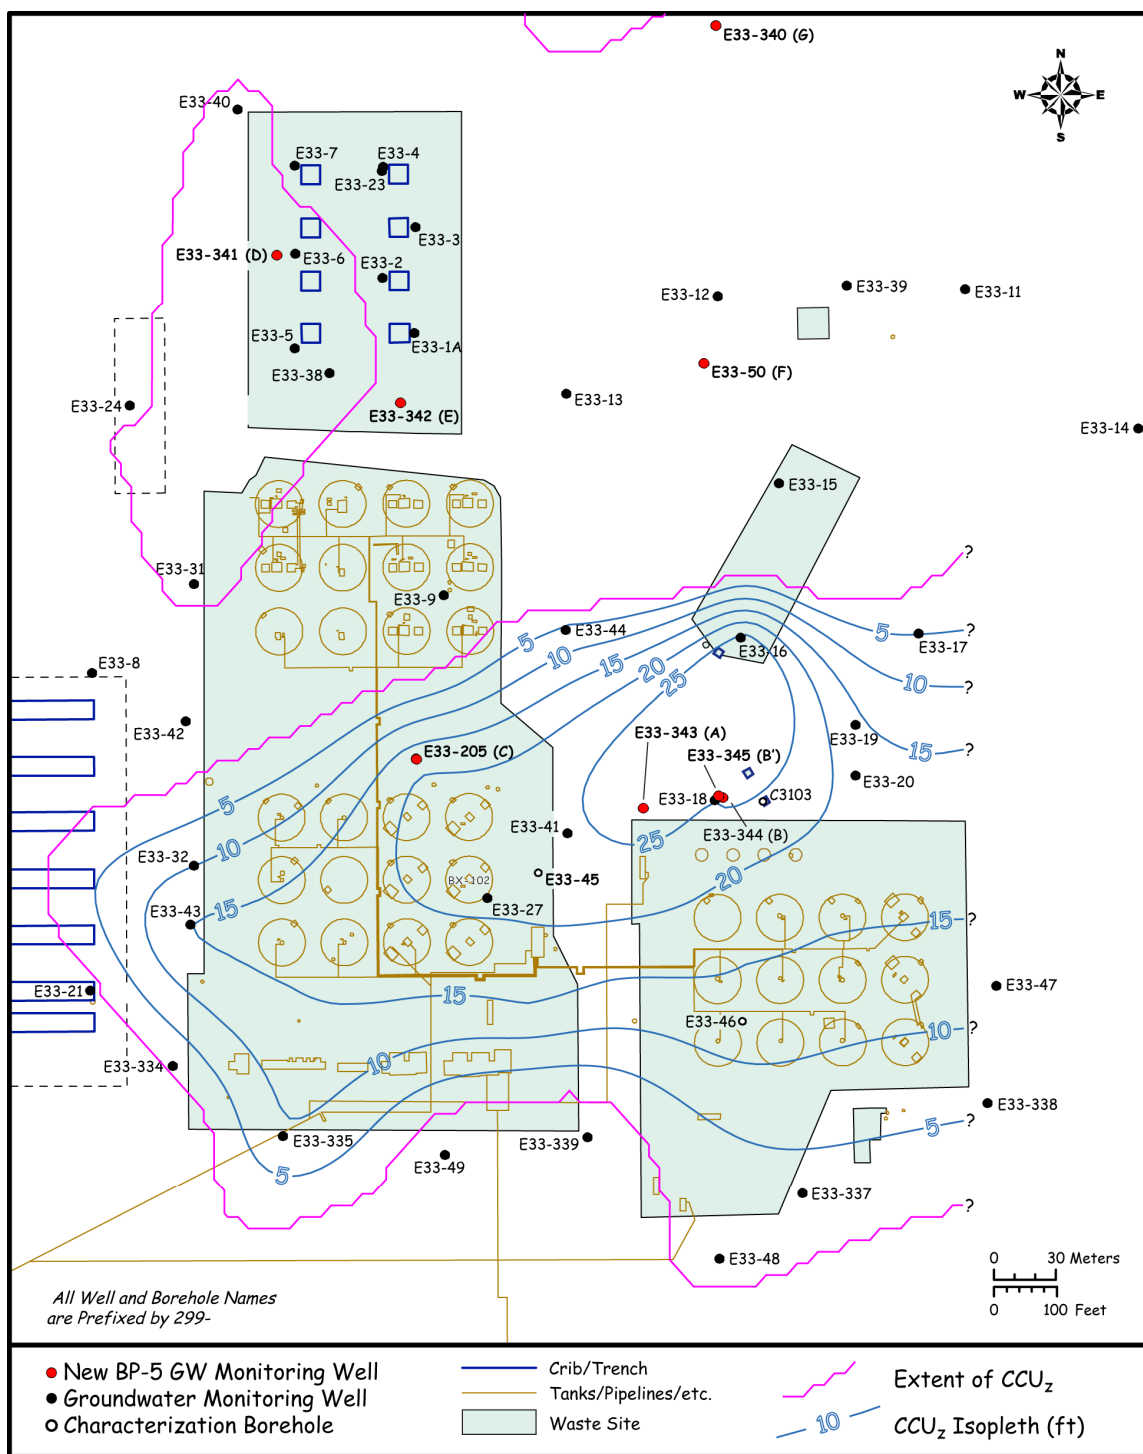 E33-340 (G)
N
W E
S
E33-40
E33-7
E33-4
E33-23
E33-3
E33-341 (D)
E33-6
E33-2
E33-12
E33-39
E33-11
E33-5
E33-1A
E33-38
E33-50 (F)
E33-24
E33-342 (E)
E33-13
E33-14
E33-15
?
E33-31
E33-9
5
E33-44
5
?
E33-17
10
15
20
25
E33-16
E33-8
10
?
E33-42
E33-343 (A)
E33-19
15
?
E33-205 (C)
E33-345 (B')
E33-20
5
E33-18
C3103
10
E33-41
25
E33-344 (B)
E33-32
BX-102
E33-45
20
15
E33-27
E33-43
15
?
E33-21
15
E33-47
E33-46
10
?
E33-334
10
E33-338
5
?
E33-335
E33-339
E33-49
5
E33-337
?
E33-48
0 30 Meters
0 100 Feet
All Well and Borehole Names
are Prefixed by 299-
New BP-5 GW Monitoring Well
Groundwater Monitoring Well
Characterization Borehole
Crib/Trench
Tanks/Pipelines/etc.
Waste Site
Extent of CCUz
10 CCUz Isopleth (ft)